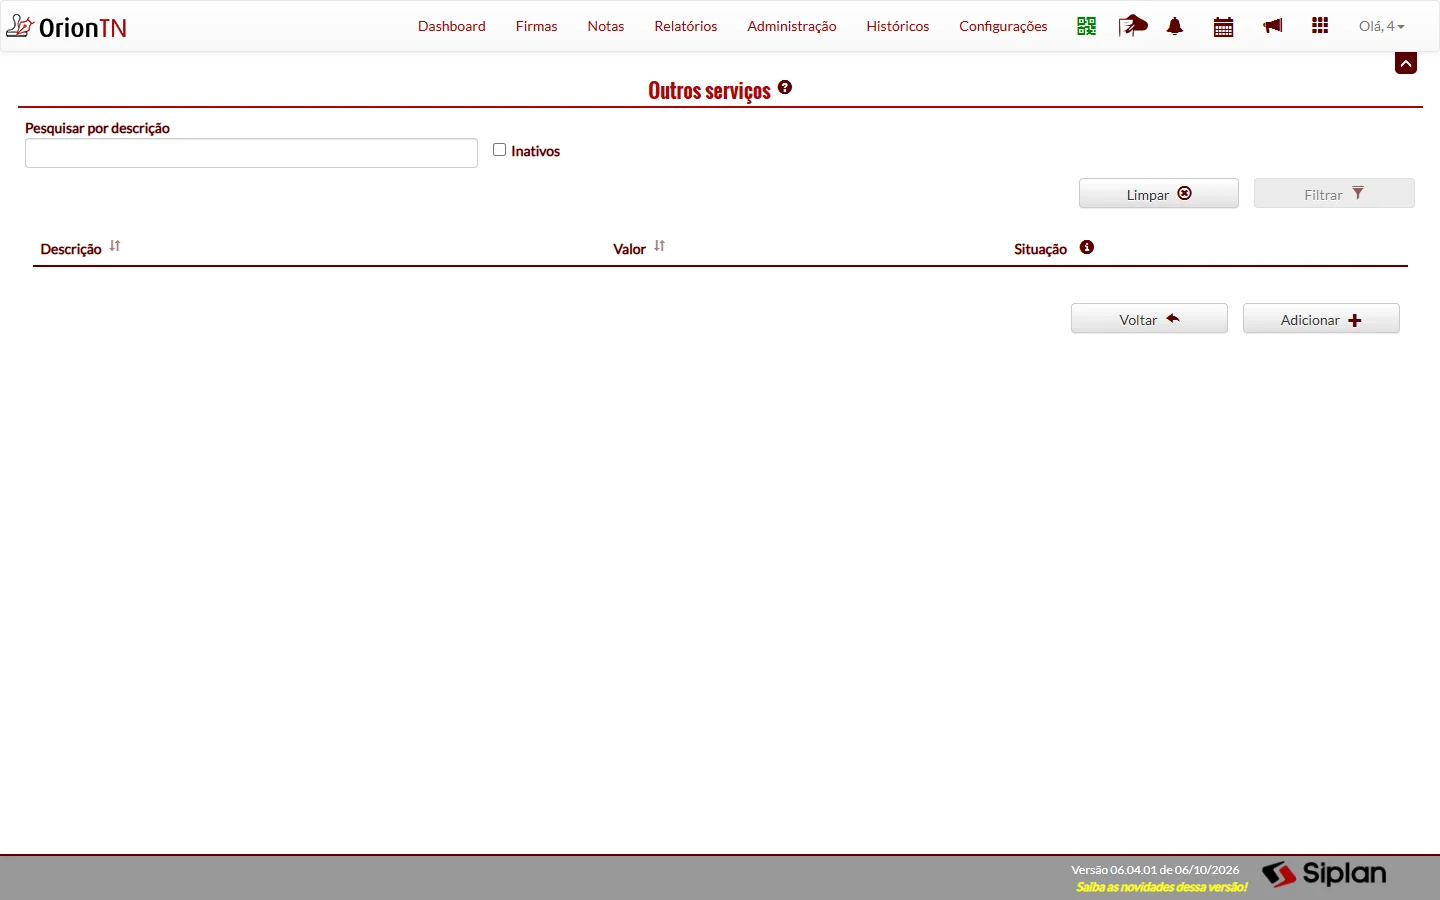 OrionTN
Dashboard Firmas Notas Relatórios Administração Históricos Configurações Olá, 4
Outros serviços
Pesquisar por descrição
Inativos
Limpar Filtrar
Descrição Valor Situação
Voltar Adicionar
Versão 06.04.01 de 06/10/2026
Saiba as novidades dessa versão!
Siplan